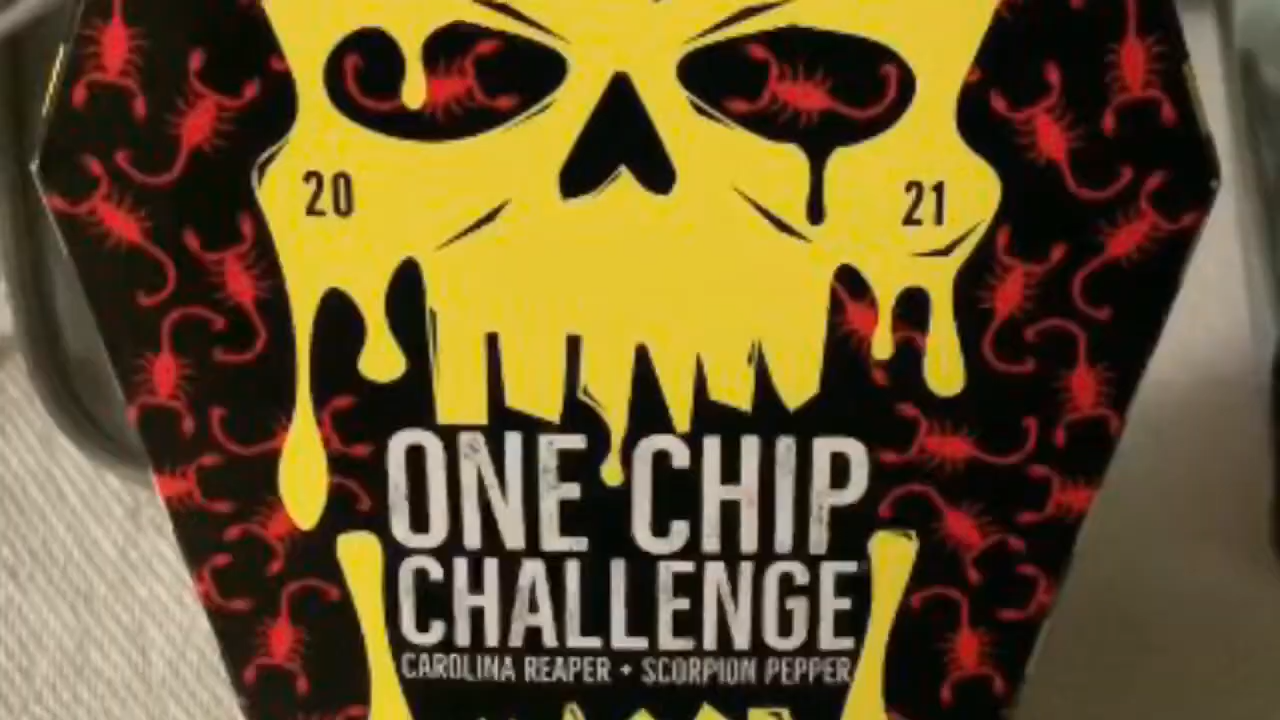 20 21
ONE CHIP
CHALLENGE
CAROLINA REAPER + SCORPION PEPPER